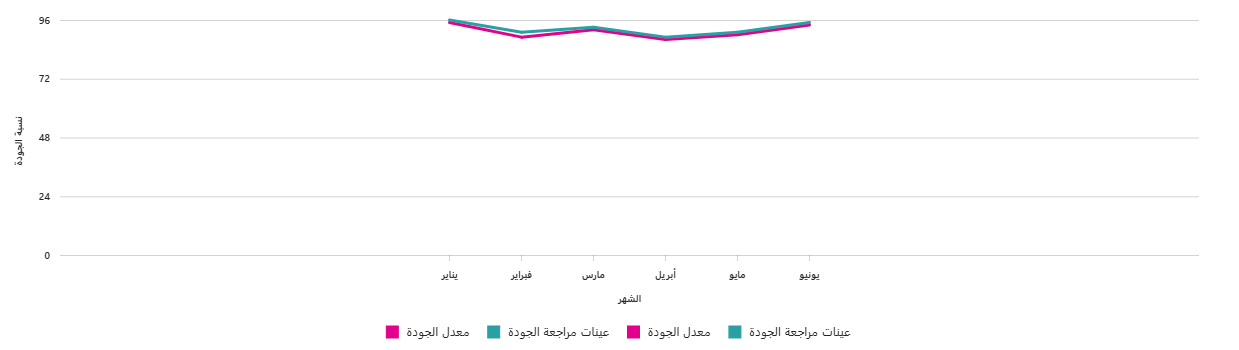 96
72
48
24
0
نسبة الجودة
يناير فبراير مارس أبريل مايو يونيو
الشهر
معدل الجودة عينات مراجعة الجودة معدل الجودة عينات مراجعة الجودة